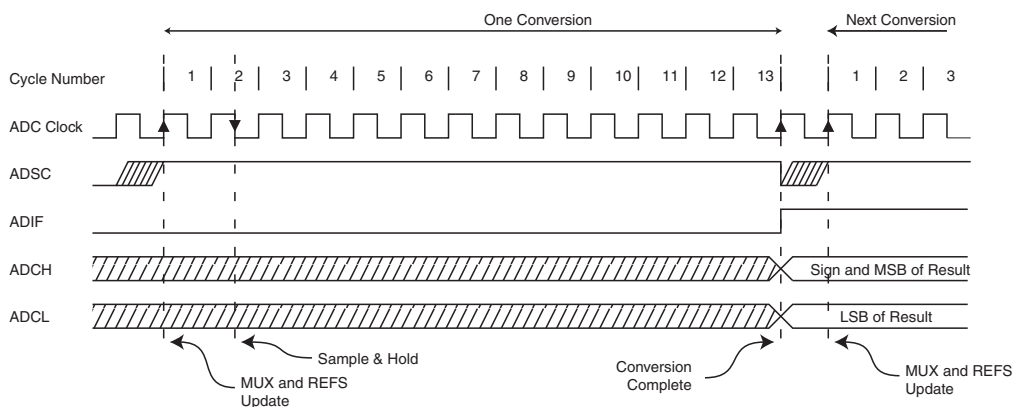 One Conversion
Next Conversion
Cycle Number 1 2 3 4 5 6 7 8 9 10 11 12 13 1 2 3
ADC Clock
ADSC
ADIF
ADCH
Sign and MSB of Result
ADCL
LSB of Result
Sample & Hold
MUX and REFS
Update
Conversion
Complete
MUX and REFS
Update